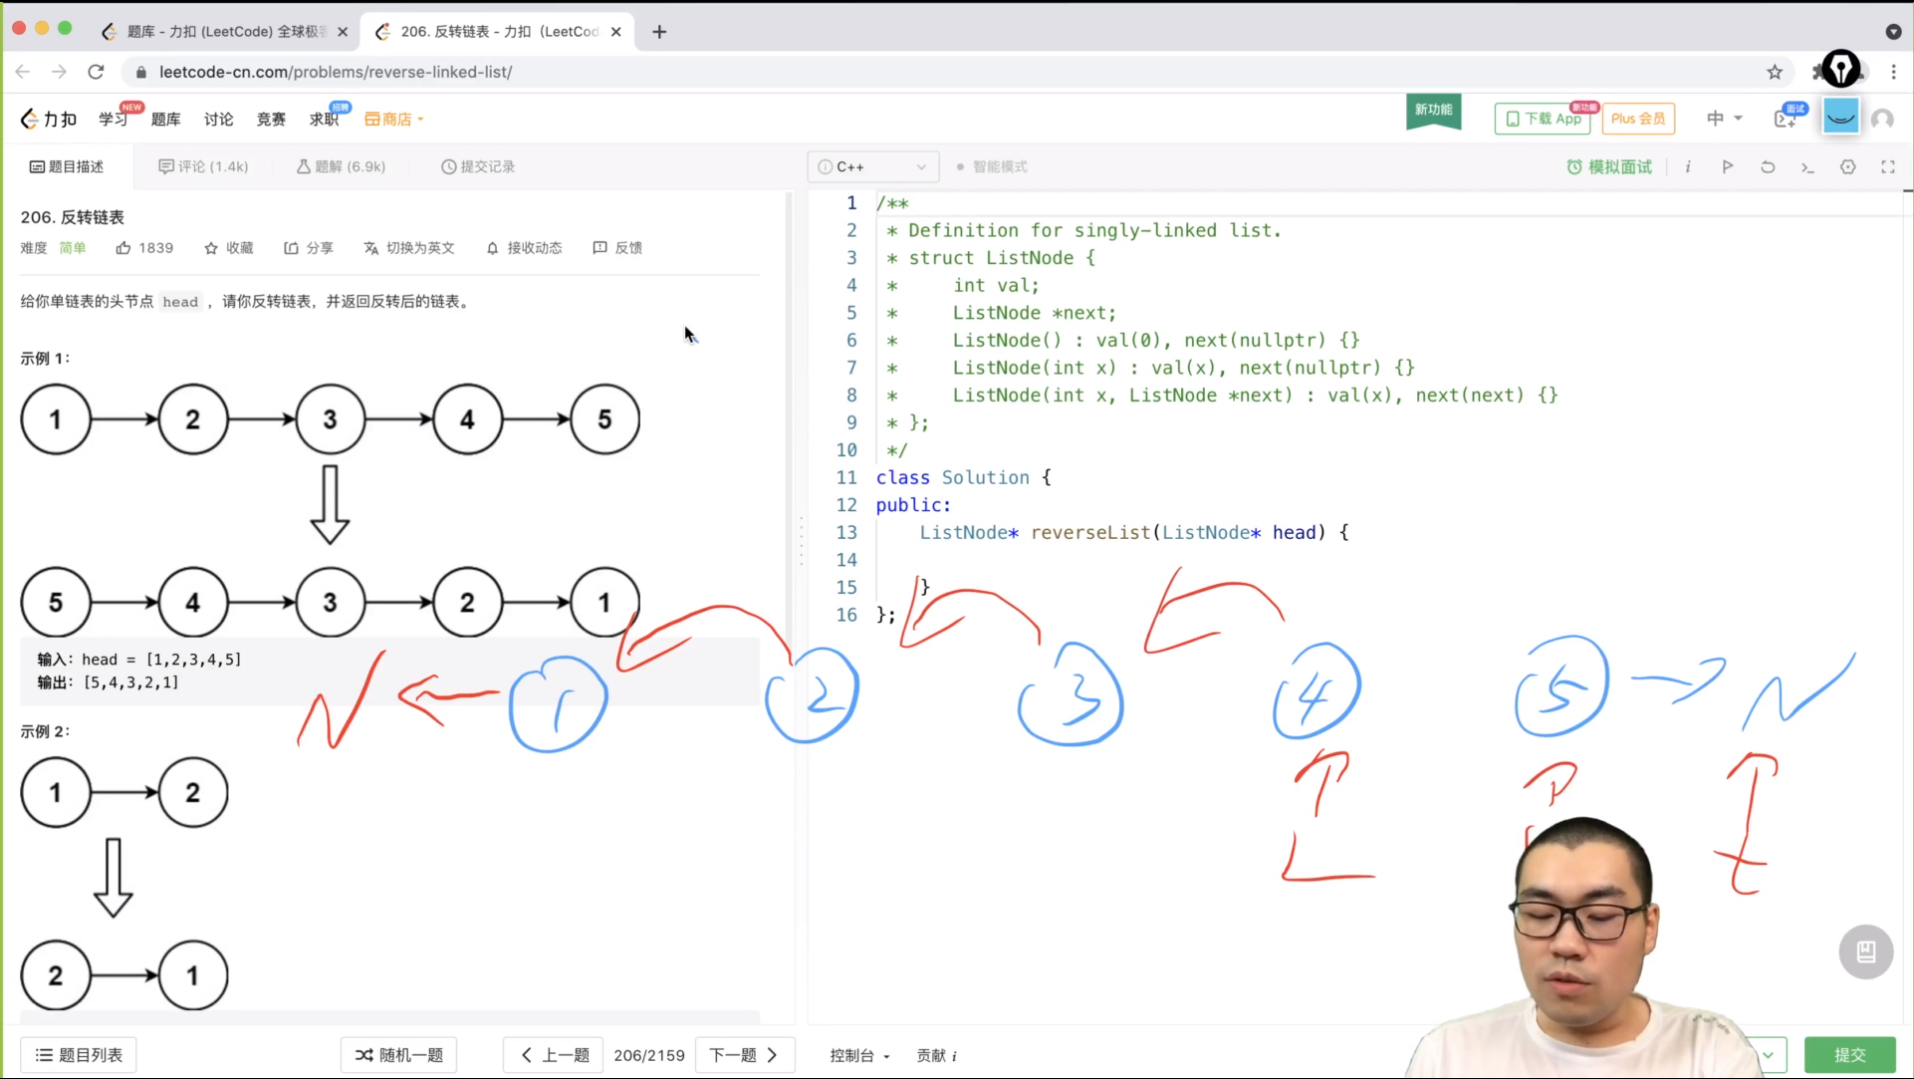 题库 - 力扣 (LeetCode) 全球极客
206. 反转链表 - 力扣 (LeetCod
leetcode-cn.com/problems/reverse-linked-list/
力扣
学习
NEW
题库
讨论
竞赛
求职
招聘
商店
新功能
下载 App
新功能
Plus 会员
中
面试
题目描述
评论 (1.4k)
题解 (6.9k)
提交记录
C++
智能模式
模拟面试
i
206. 反转链表
难度 简单 1839 收藏 分享 切换为英文 接收动态 反馈
给你单链表的头节点 head ，请你反转链表，并返回反转后的链表。
示例 1：
1 2 3 4 5
5 4 3 2 1
输入：head = [1,2,3,4,5]
输出：[5,4,3,2,1]
示例 2：
1 2
2 1
1 /**
2 * Definition for singly-linked list.
3 * struct ListNode {
4 *     int val;
5 *     ListNode *next;
6 *     ListNode() : val(0), next(nullptr) {}
7 *     ListNode(int x) : val(x), next(nullptr) {}
8 *     ListNode(int x, ListNode *next) : val(x), next(next) {}
9 * };
10 */
11 class Solution {
12 public:
13     ListNode* reverseList(ListNode* head) {
14
15     }
16 };
N 1 2 3 4 5 N
L t
题目列表
随机一题
上一题
206/2159
下一题
控制台
贡献 i
提交